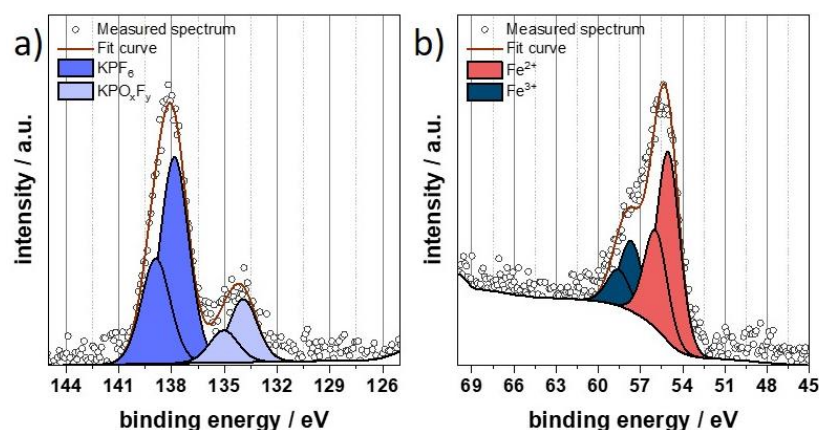 a)
Measured spectrum
Fit curve
KPF₆
KPOₓFᵧ
intensity / a.u.
144 141 138 135 132 129 126
binding energy / eV
b)
Measured spectrum
Fit curve
Fe²⁺
Fe³⁺
intensity / a.u.
69 66 63 60 57 54 51 48 45
binding energy / eV